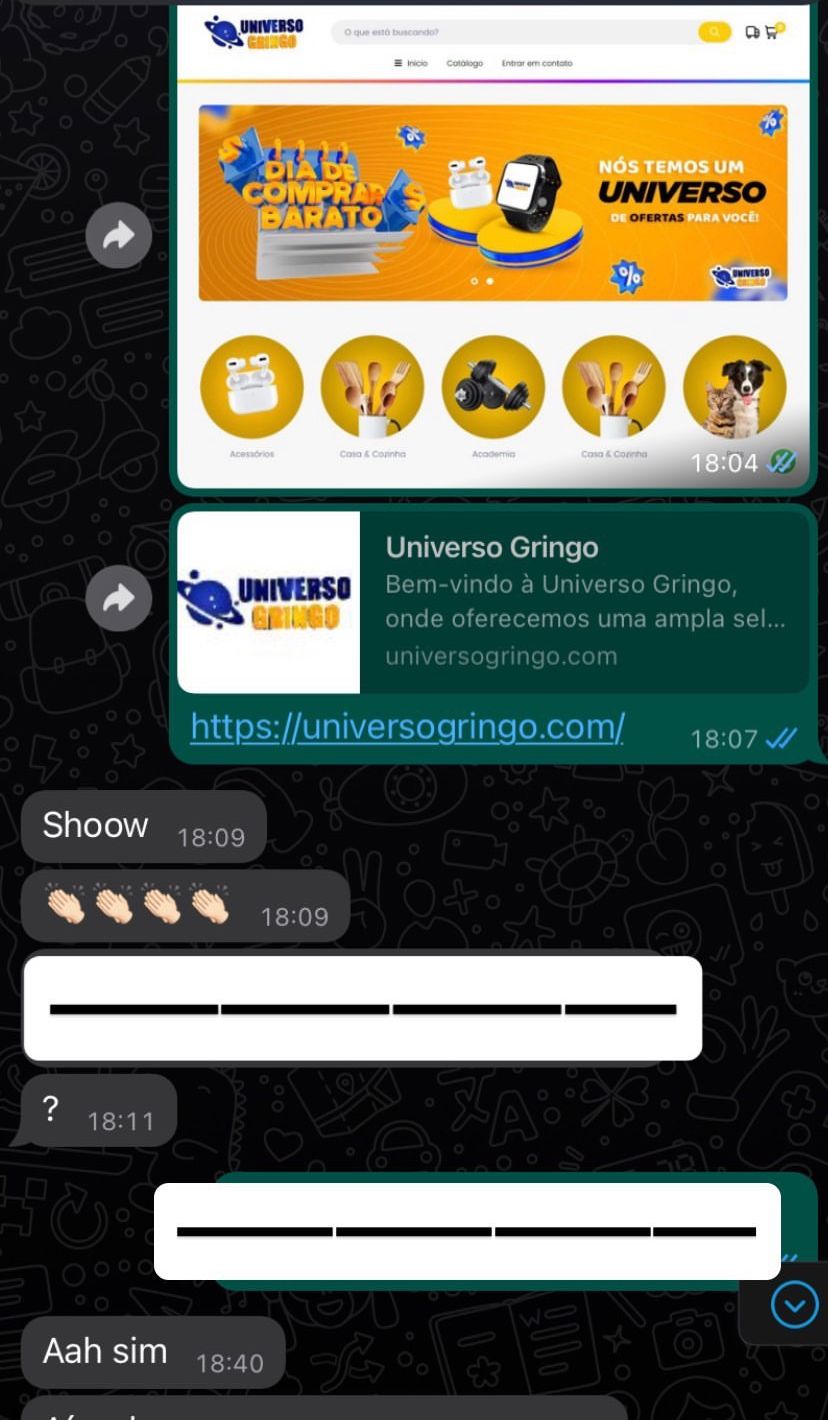 UNIVERSO
GRINGO
O que está buscando?
Início Catálogo Entrar em contato
DIA DE
COMPRAR
BARATO
NÓS TEMOS UM
UNIVERSO
DE OFERTAS PARA VOCÊ!
UNIVERSO
GRINGO
Acessórios Casa & Cozinha Academia Casa & Cozinha
18:04
UNIVERSO
GRINGO
Universo Gringo
Bem-vindo à Universo Gringo,
onde oferecemos uma ampla sel...
universogringo.com
https://universogringo.com/
18:07
Shoow 18:09
👏🏻👏🏻👏🏻👏🏻 18:09
? 18:11
Aah sim 18:40